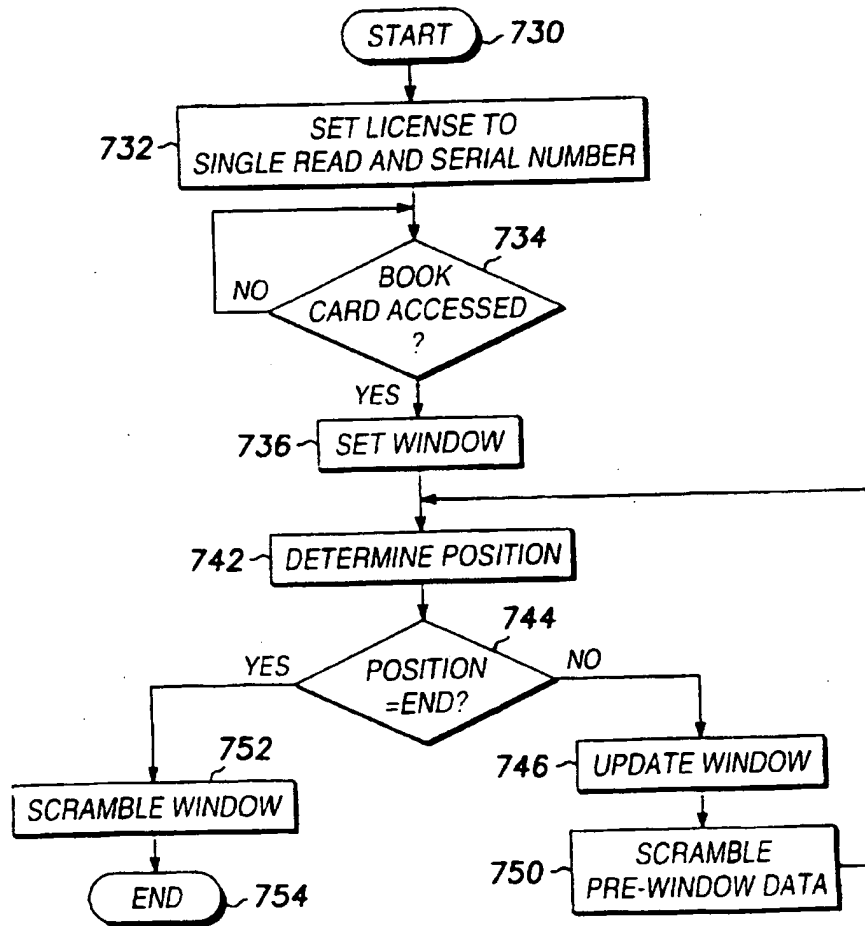 START
730
732
SET LICENSE TO
SINGLE READ AND SERIAL NUMBER
734
BOOK
CARD ACCESSED
?
NO
YES
736
SET WINDOW
742
DETERMINE POSITION
744
YES
POSITION
=END?
NO
752
SCRAMBLE WINDOW
746
UPDATE WINDOW
750
SCRAMBLE
PRE-WINDOW DATA
END
754